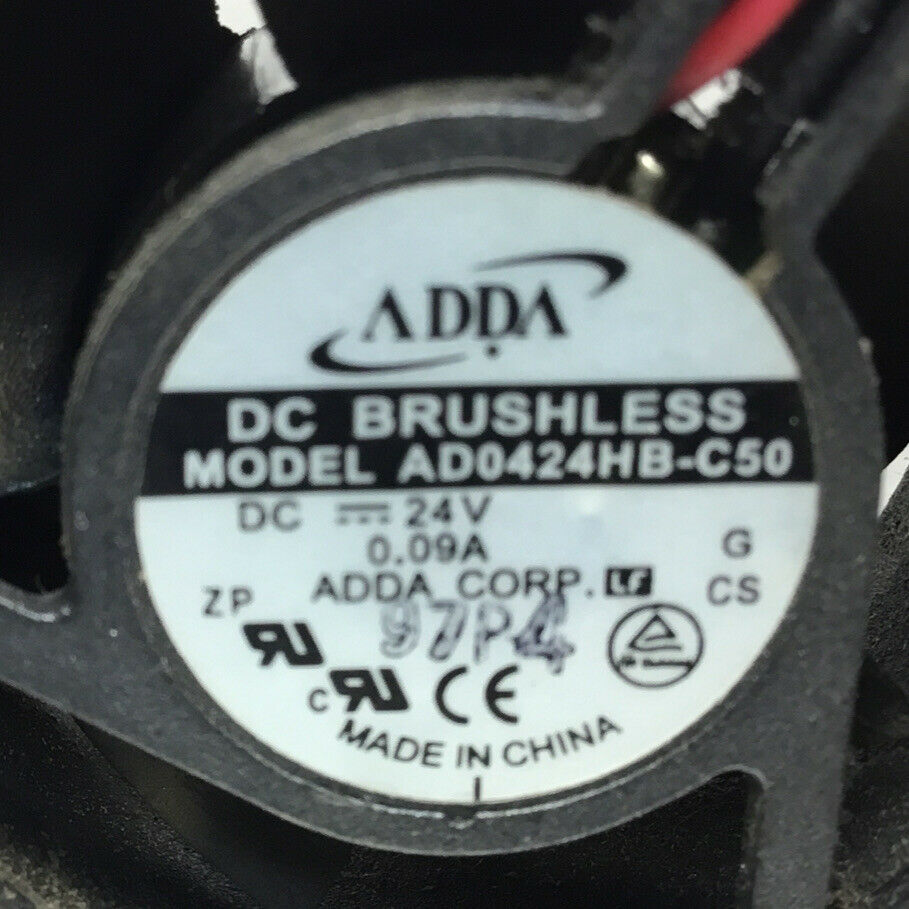 ADDA
DC BRUSHLESS
MODEL AD0424HB-C50
DC 24V
0.09A
G
ADDA CORP. LF
ZP
CS
97P4
c
CE
MADE IN CHINA